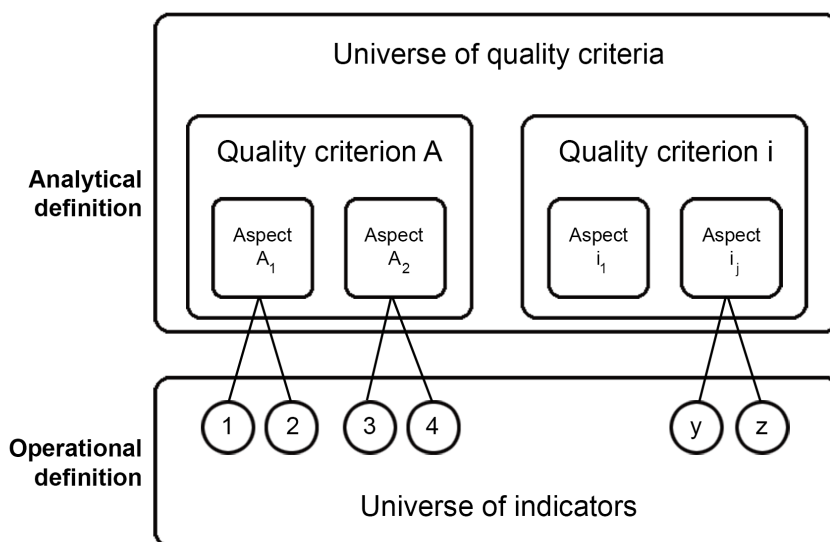 Universe of quality criteria
Quality criterion A
Quality criterion i
Analytical
definition
Aspect
A₁
Aspect
A₂
Aspect
i₁
Aspect
iⱼ
1
2
3
4
y
z
Operational
definition
Universe of indicators